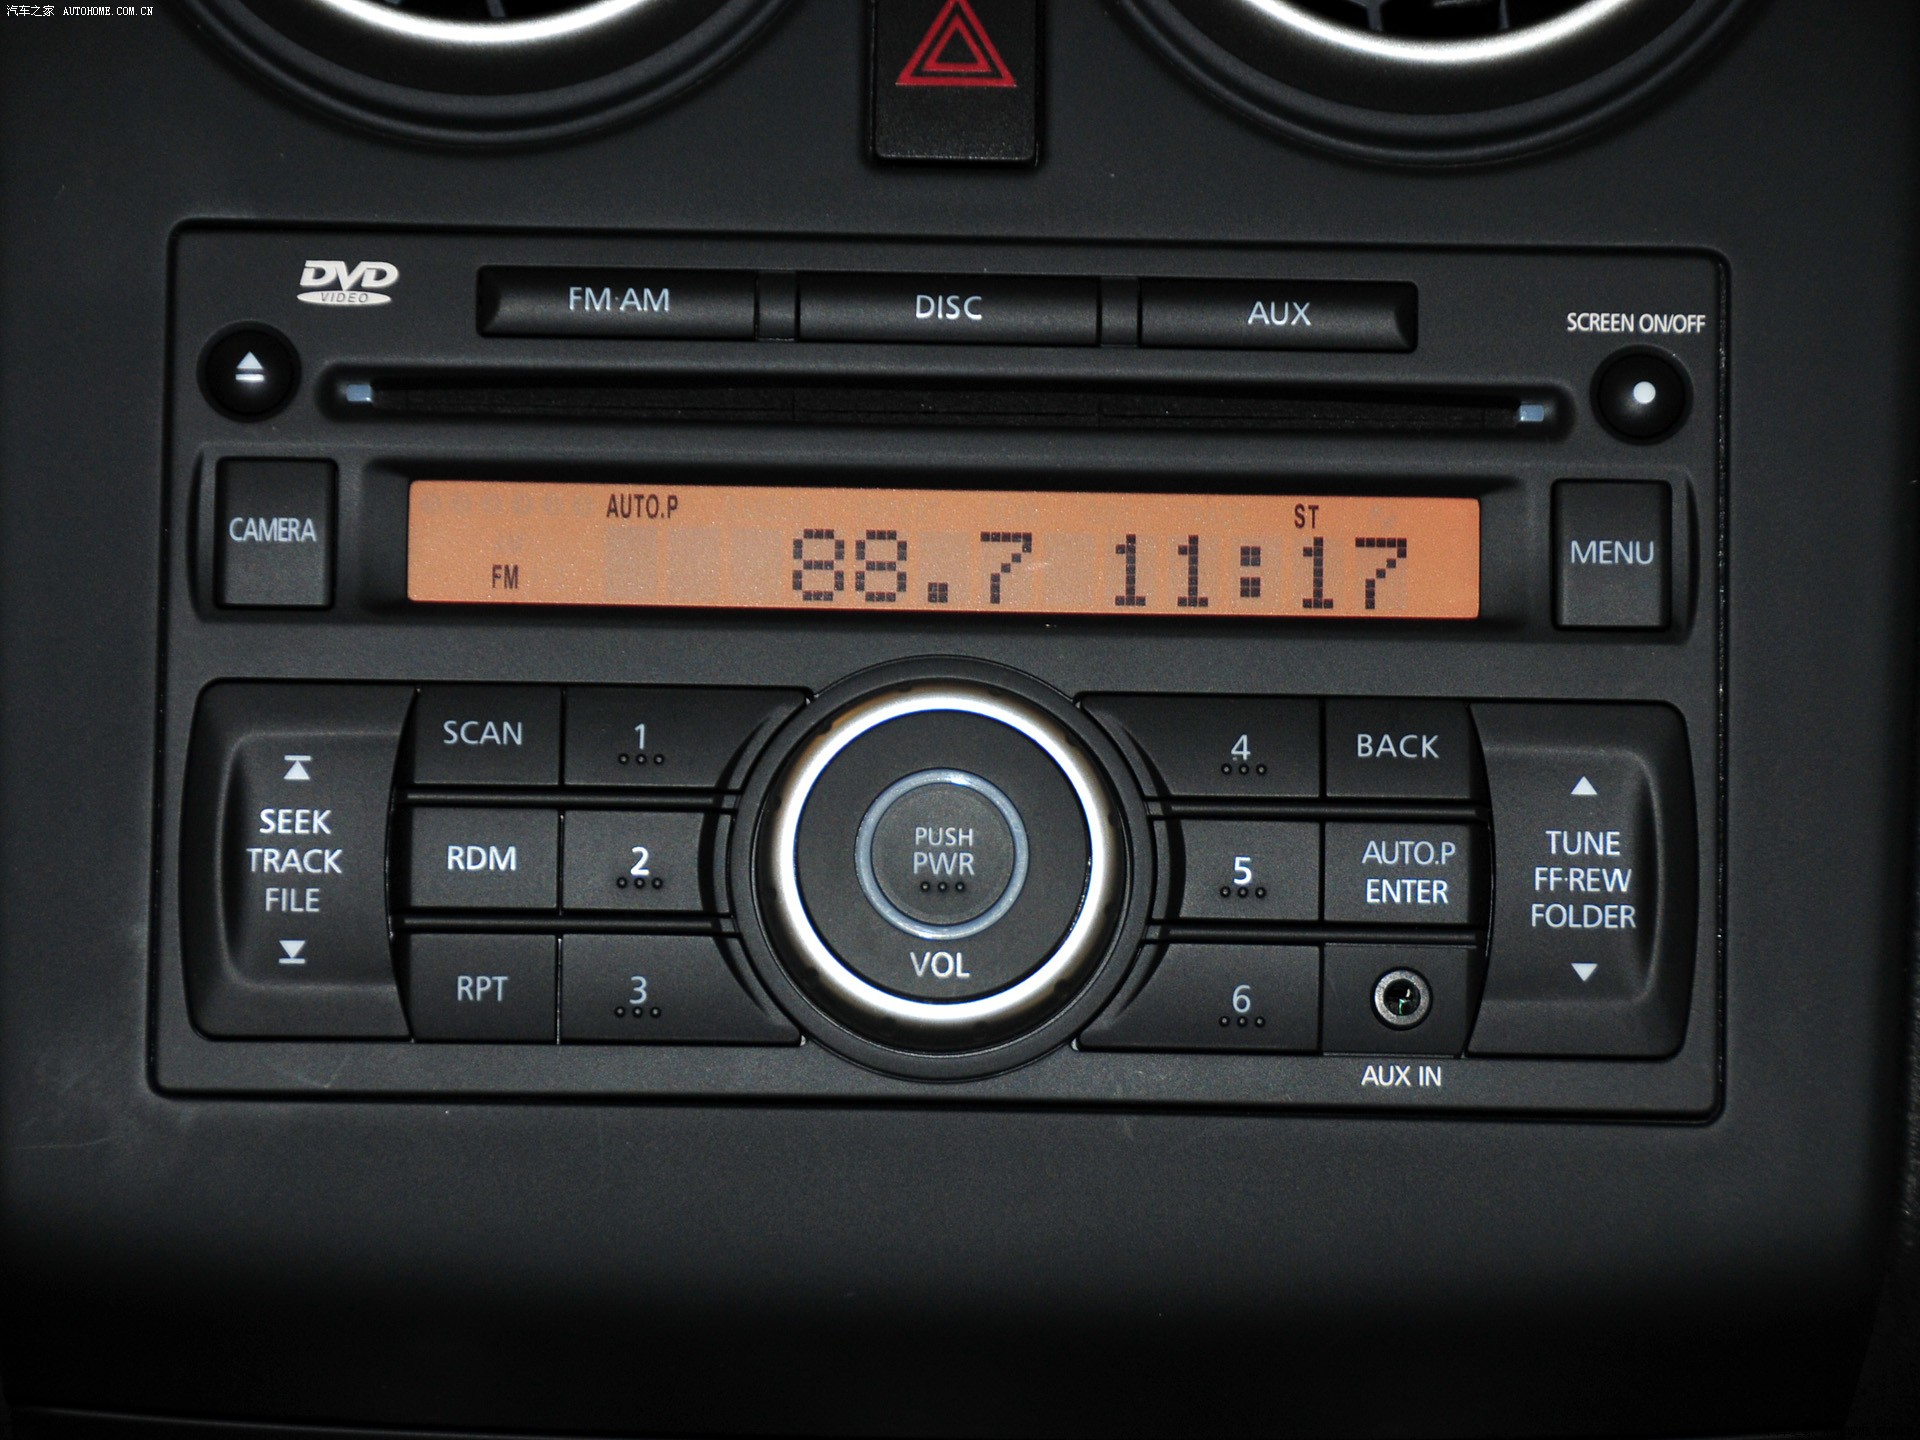 汽车之家 AUTOHOME.COM.CN
DVD
VIDEO
FM·AM
DISC
AUX
SCREEN ON/OFF
CAMERA
AUTO.P
ST
FM
88.7 11:17
MENU
SEEK
TRACK
FILE
SCAN
1
RDM
2
RPT
3
PUSH
PWR
VOL
4
BACK
5
AUTO.P
ENTER
6
AUX IN
TUNE
FF·REW
FOLDER